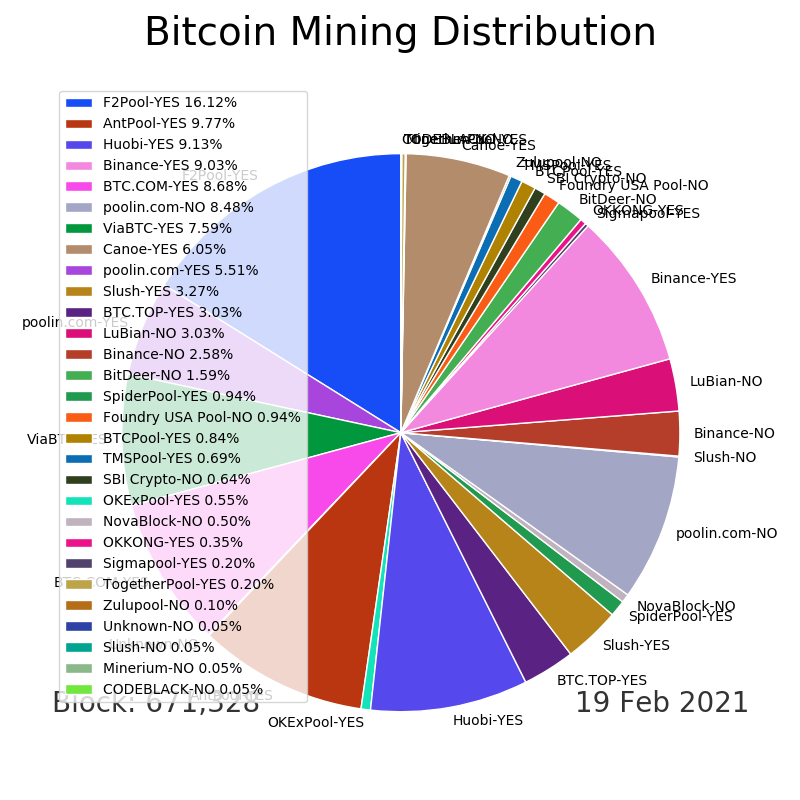 Bitcoin Mining Distribution
F2Pool-YES 16.12%
AntPool-YES 9.77%
Huobi-YES 9.13%
Binance-YES 9.03%
BTC.COM-YES 8.68%
poolin.com-NO 8.48%
ViaBTC-YES 7.59%
Canoe-YES 6.05%
poolin.com-YES 5.51%
Slush-YES 3.27%
BTC.TOP-YES 3.03%
LuBian-NO 3.03%
Binance-NO 2.58%
BitDeer-NO 1.59%
SpiderPool-YES 0.94%
Foundry USA Pool-NO 0.94%
BTCPool-YES 0.84%
TMSPool-YES 0.69%
SBI Crypto-NO 0.64%
OKExPool-YES 0.55%
NovaBlock-NO 0.50%
OKKONG-YES 0.35%
Sigmapool-YES 0.20%
TogetherPool-YES 0.20%
Zulupool-NO 0.10%
Unknown-NO 0.05%
Slush-NO 0.05%
Minerium-NO 0.05%
CODEBLACK-NO 0.05%
Canoe-YES
Zulupool-NO
TMSPool-YES
BTCPool-YES
SBI Crypto-NO
Foundry USA Pool-NO
BitDeer-NO
OKKONG-YES
Sigmapool-YES
Binance-YES
LuBian-NO
Binance-NO
Slush-NO
poolin.com-NO
NovaBlock-NO
SpiderPool-YES
Slush-YES
BTC.TOP-YES
Huobi-YES
OKExPool-YES
F2Pool-YES
poolin.com-YES
ViaBTC-YES
BTC.COM-YES
Unknown-NO
Block: 671,328
19 Feb 2021